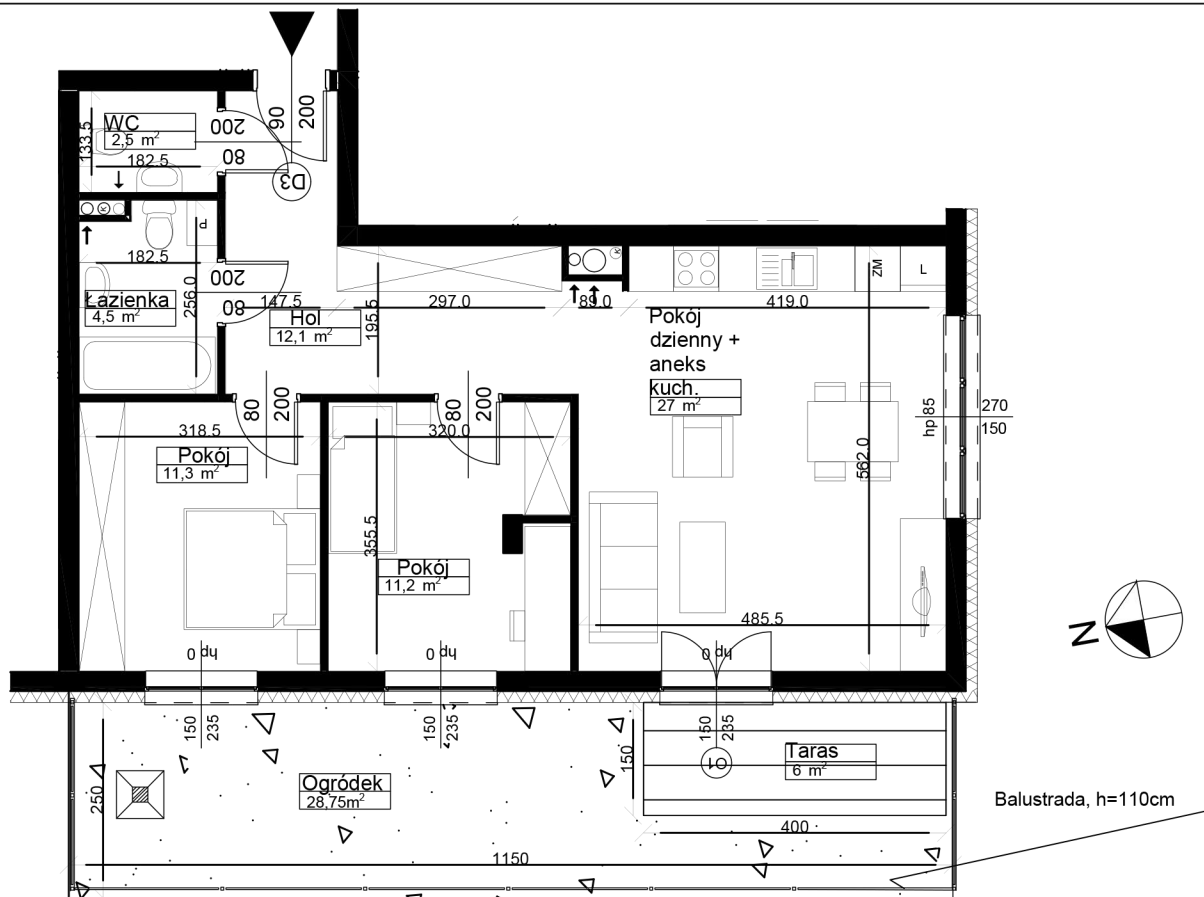 90
200
WC
2,5 m²
133.5
182.5
200
80
D3
K
P
182.5
256.0
Łazienka
4,5 m²
200
80
147.5
Hol
12,1 m²
195.5
297.0
89.0
K
419.0
ZM
L
Pokój
dzienny +
aneks
kuch.
27 m²
hp 85
270
150
562.0
80
200
318.5
Pokój
11,3 m²
80
200
320.0
355.5
Pokój
11,2 m²
485.5
hp 0
hp 0
hp 0
N
150
235
150
235
150
235
O1
Taras
6 m²
150
400
Ogródek
28,75m²
250
1150
Balustrada, h=110cm